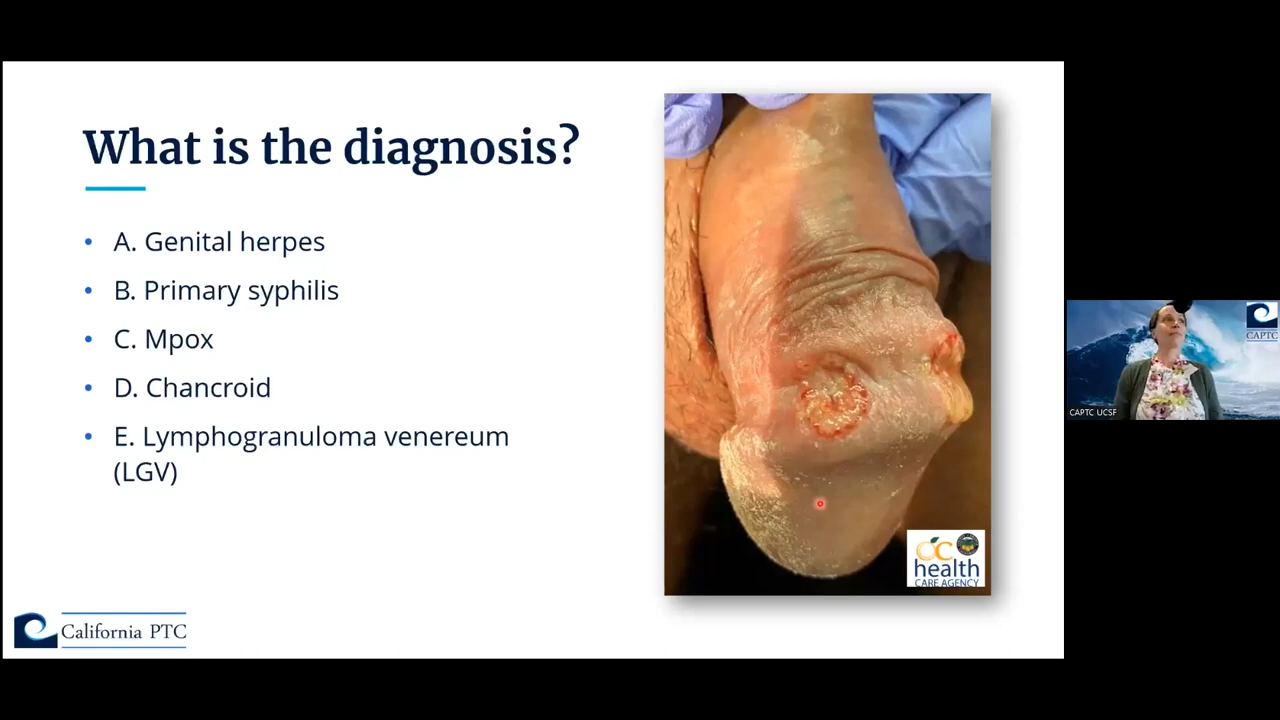 What is the diagnosis?
• A. Genital herpes
• B. Primary syphilis
• C. Mpox
• D. Chancroid
• E. Lymphogranuloma venereum
(LGV)
OC
health
CARE AGENCY
California PTC
CAPTC
CAPTC UCSF